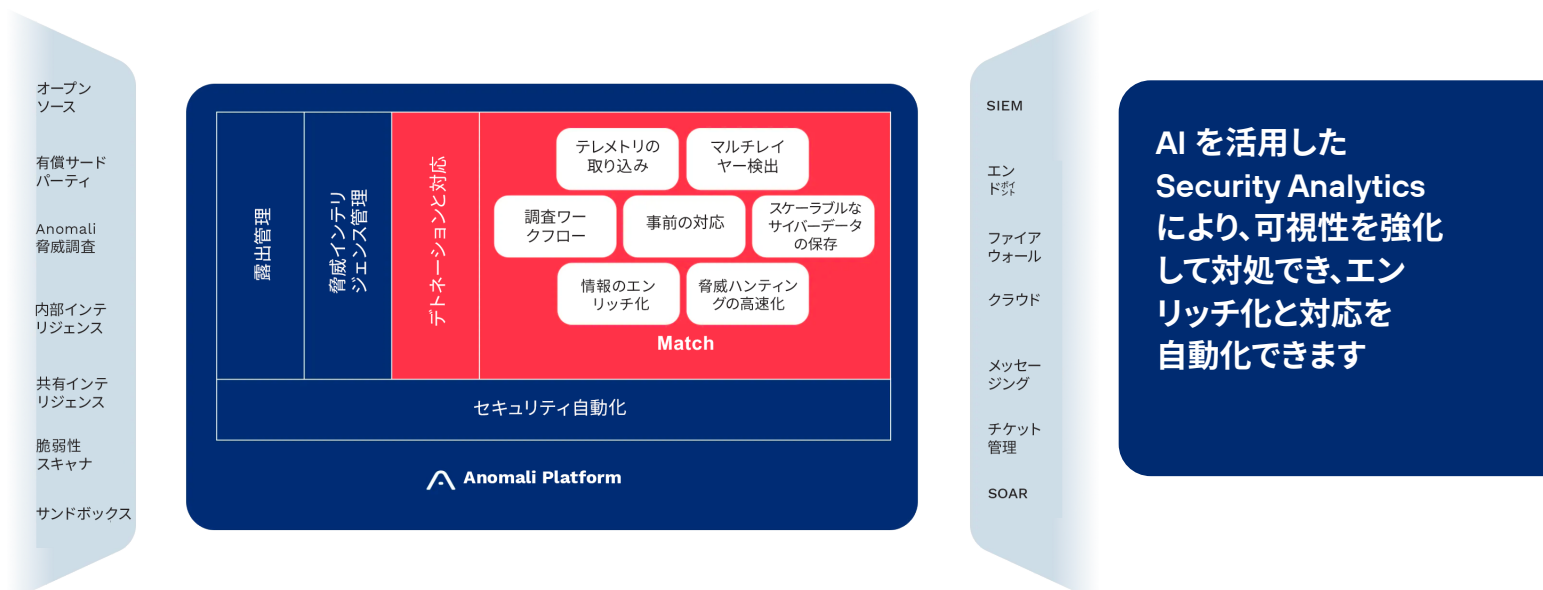 オープン
ソース
有償サード
パーティ
Anomali
脅威調査
内部インテ
リジェンス
共有インテ
リジェンス
脆弱性
スキャナ
サンドボックス
露出管理
脅威インテリ
ジェンス管理
デトネーションと対応
テレメトリの
取り込み
マルチレイ
ヤー検出
調査ワー
クフロー
事前の対応
スケーラブルな
サイバーデータ
の保存
情報のエン
リッチ化
脅威ハンティン
グの高速化
Match
セキュリティ自動化
Anomali Platform
SIEM
エン
ドポイント
ファイア
ウォール
クラウド
メッセー
ジング
チケット
管理
SOAR
AI を活用した
Security Analytics
により、可視性を強化
して対処でき、エン
リッチ化と対応を
自動化できます